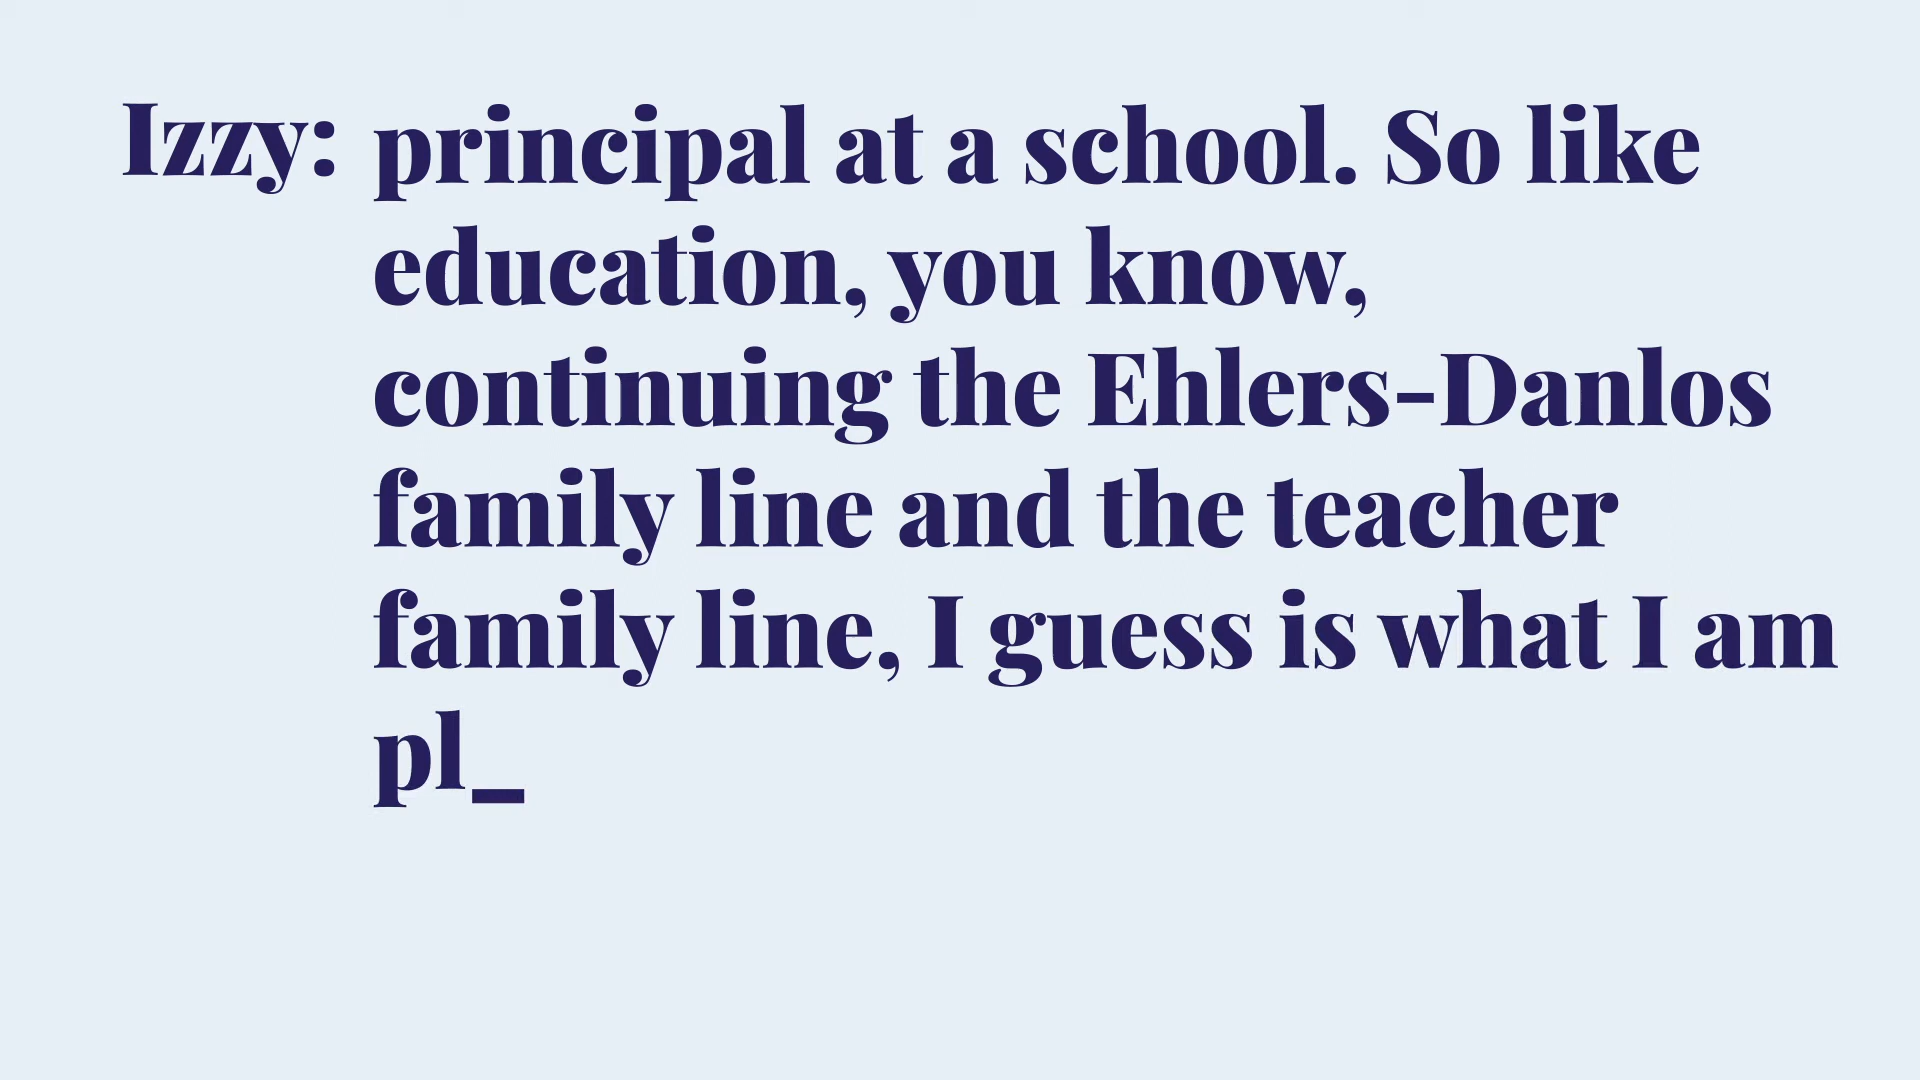 Izzy: principal at a school. So like
education, you know,
continuing the Ehlers-Danlos
family line and the teacher
family line, I guess is what I am
pl_